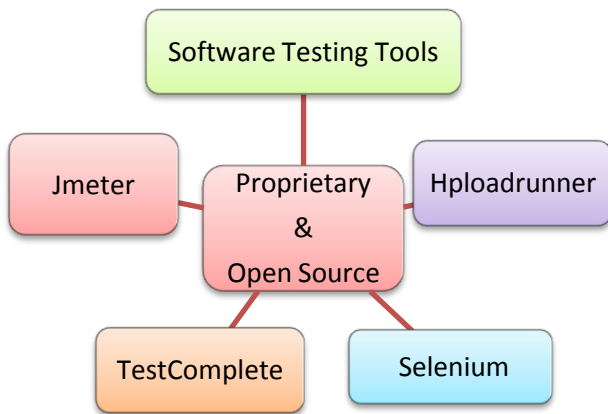 Software Testing Tools
Jmeter
Proprietary
&
Open Source
Hploadrunner
TestComplete
Selenium